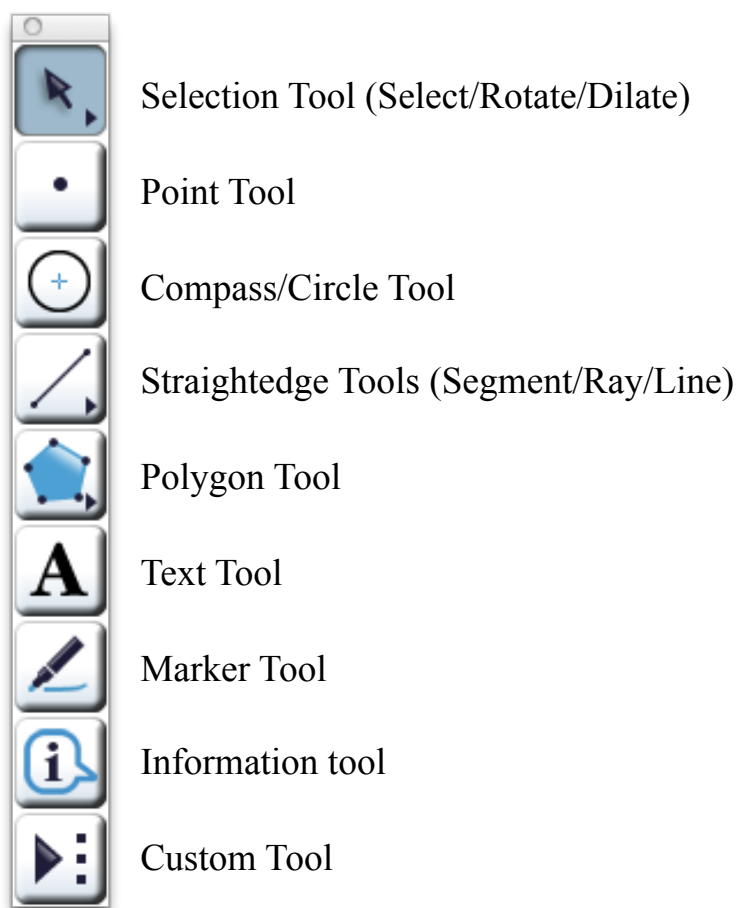 Selection Tool (Select/Rotate/Dilate)
Point Tool
Compass/Circle Tool
Straightedge Tools (Segment/Ray/Line)
Polygon Tool
A Text Tool
Marker Tool
i Information tool
Custom Tool